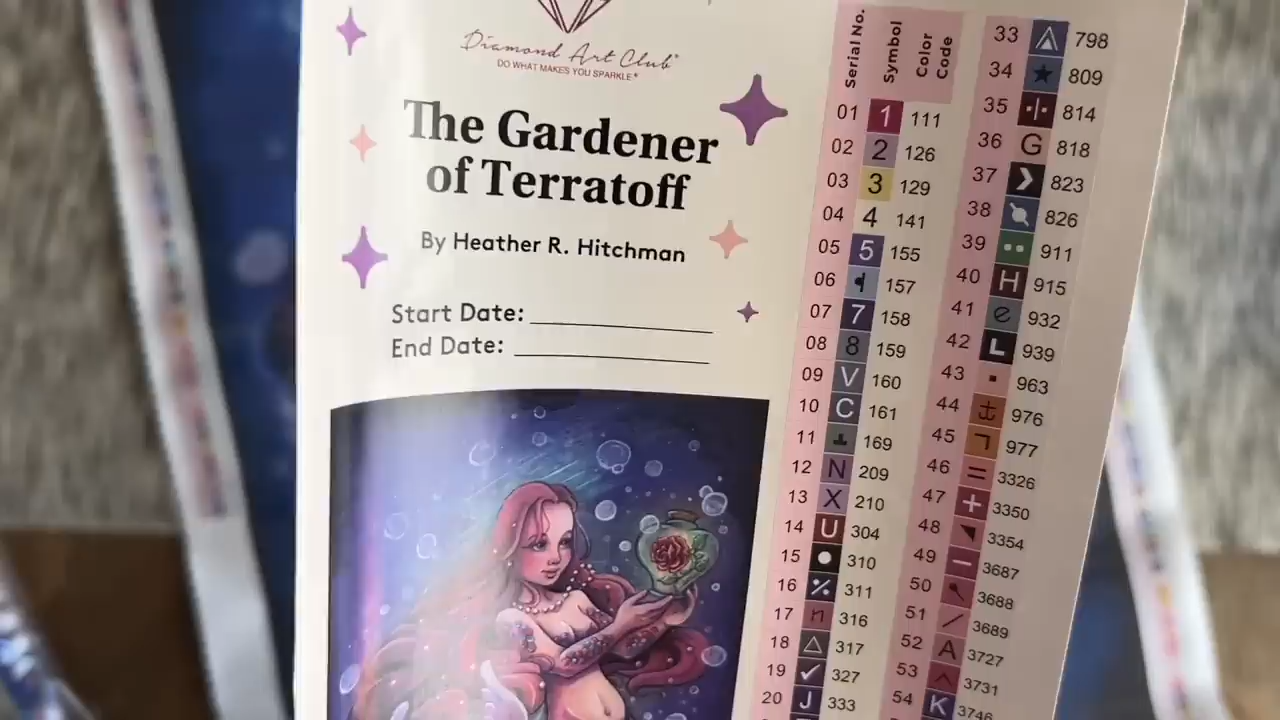 Diamond Art Club
DO WHAT MAKES YOU SPARKLE.
The Gardener
of Terratoff
By Heather R. Hitchman
Start Date:
End Date:
Serial No. Symbol Color Code
01 1 111
02 2 126
03 3 129
04 4 141
05 5 155
06 157
07 7 158
08 8 159
09 V 160
10 C 161
11 169
12 N 209
13 X 210
14 U 304
15 310
16 311
17 n 316
18 317
19 327
20 J 333
33 798
34 809
35 814
36 G 818
37 823
38 826
39 911
40 H 915
41 e 932
42 L 939
43 963
44 976
45 977
46 = 3326
47 + 3350
48 3354
49 − 3687
50 3688
51 / 3689
52 A 3727
53 3731
54 K 3746